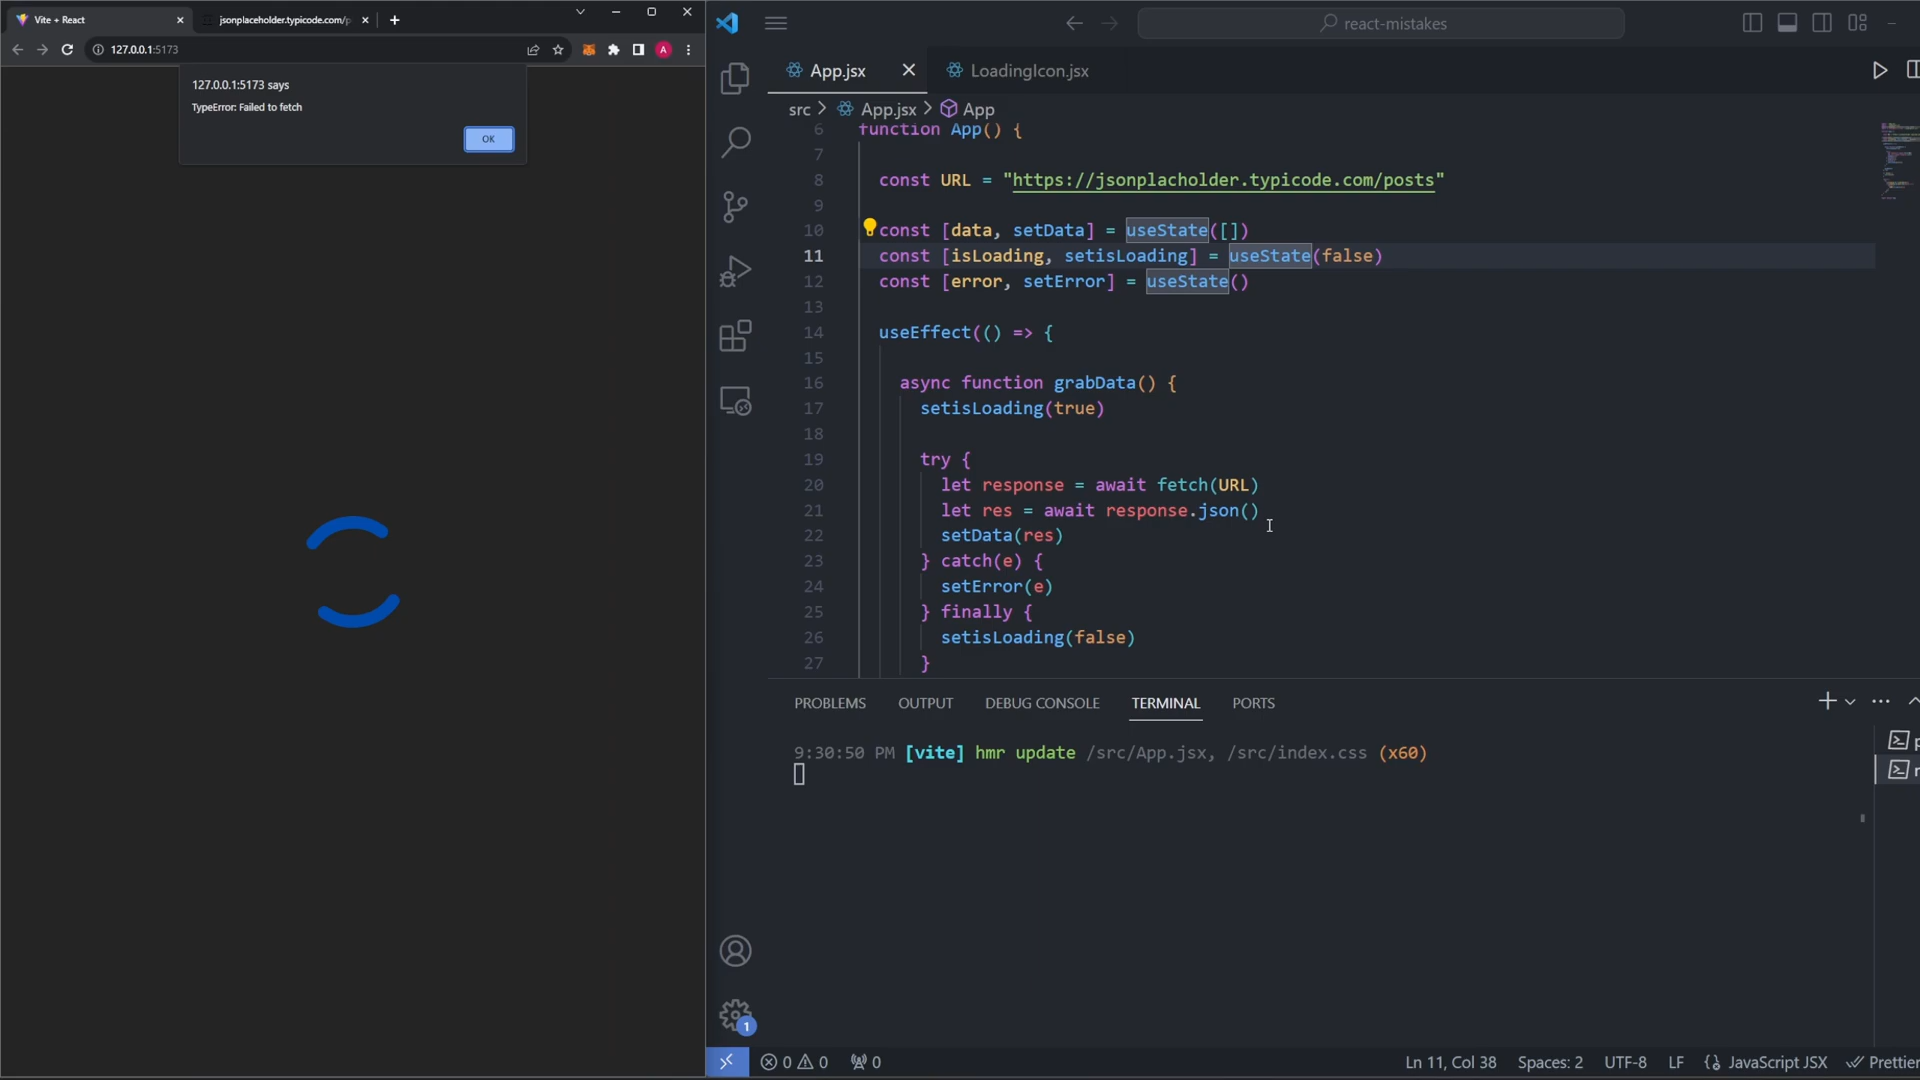 Vite + React
jsonplaceholder.typicode.com/p
127.0.0.1:5173
A
127.0.0.1:5173 says
TypeError: Failed to fetch
OK
react-mistakes
App.jsx
LoadingIcon.jsx
src > App.jsx > App
6 function App() {
7
8 const URL = "https://jsonplacholder.typicode.com/posts"
9
10 const [data, setData] = useState([])
11 const [isLoading, setisLoading] = useState(false)
12 const [error, setError] = useState()
13
14 useEffect(() => {
15
16 async function grabData() {
17 setisLoading(true)
18
19 try {
20 let response = await fetch(URL)
21 let res = await response.json()
22 setData(res)
23 } catch(e) {
24 setError(e)
25 } finally {
26 setisLoading(false)
27 }
PROBLEMS OUTPUT DEBUG CONSOLE TERMINAL PORTS
9:30:50 PM [vite] hmr update /src/App.jsx, /src/index.css (x60)
1
0 0 0 Ln 11, Col 38 Spaces: 2 UTF-8 LF JavaScript JSX Prettier